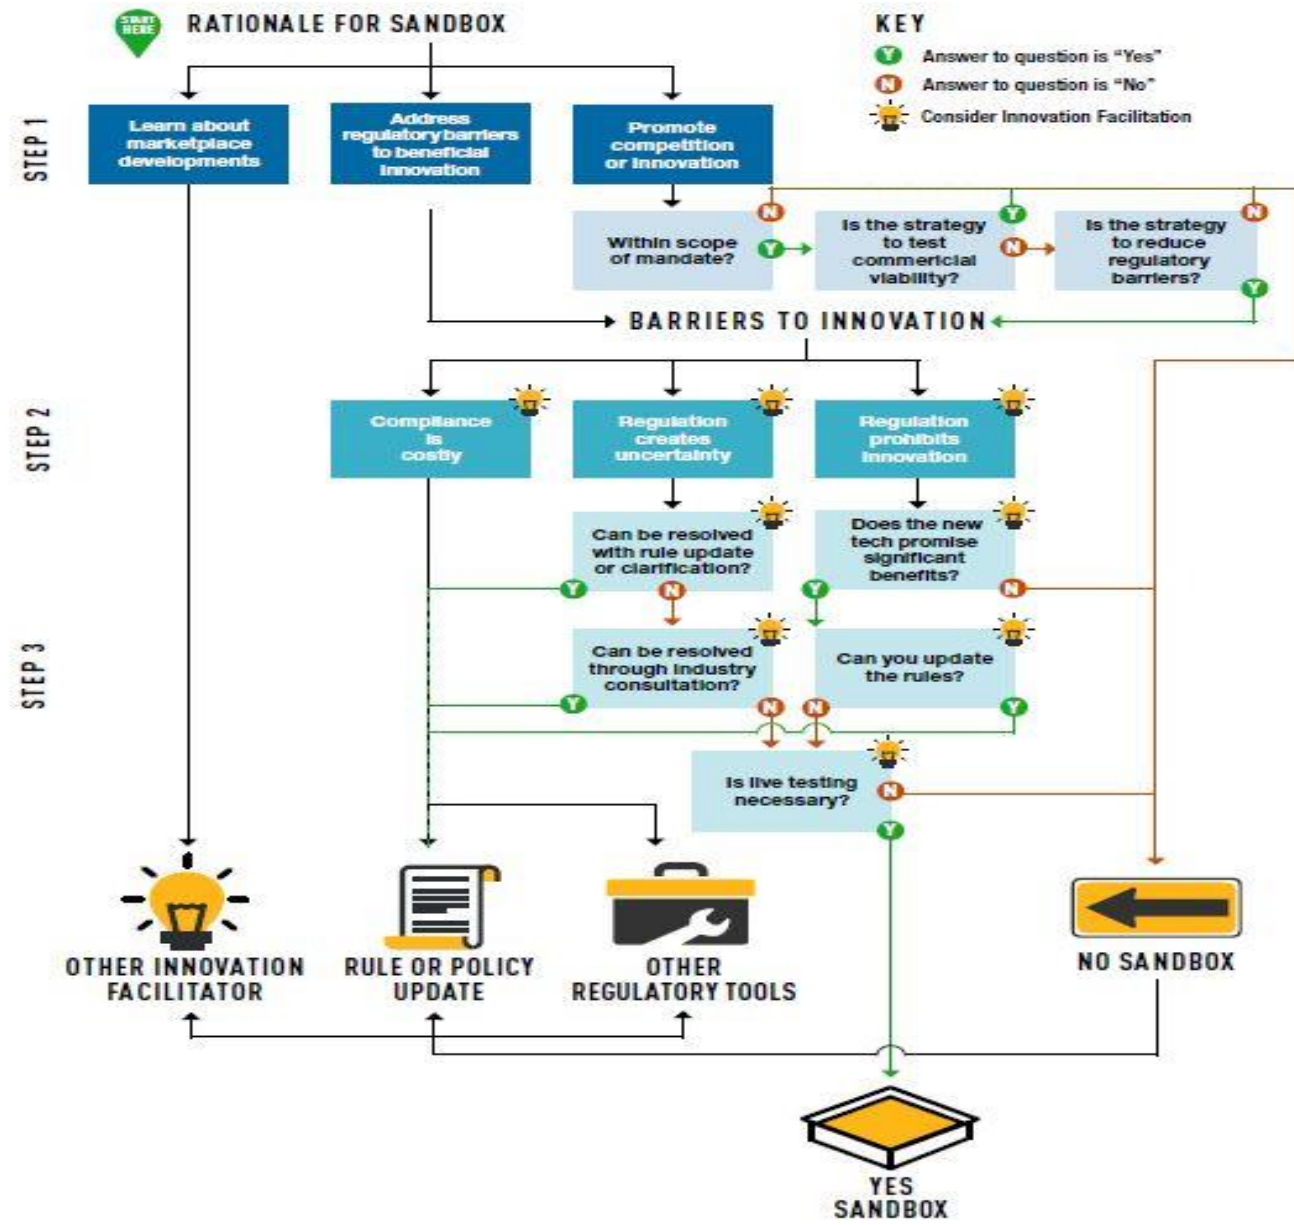 START
HERE
RATIONALE FOR SANDBOX
KEY
Y Answer to question is “Yes”
N Answer to question is “No”
Consider Innovation Facilitation
STEP 1
Learn about
marketplace
developments
Address
regulatory barriers
to beneficial
innovation
Promote
competition
or innovation
Within scope
of mandate?
N
Y
Is the strategy
to test
commericial
viability?
Y
N
Is the strategy
to reduce
regulatory
barriers?
N
Y
BARRIERS TO INNOVATION
STEP 2
Compliance
is
costly
Regulation
creates
uncertainty
Regulation
prohibits
innovation
STEP 3
Can be resolved
with rule update
or clarification?
Y
N
Does the new
tech promise
significant
benefits?
Y
N
Can be resolved
through industry
consultation?
Y
N
Can you update
the rules?
N
Y
Is live testing
necessary?
N
Y
OTHER INNOVATION
FACILITATOR
RULE OR POLICY
UPDATE
OTHER
REGULATORY TOOLS
NO SANDBOX
YES
SANDBOX